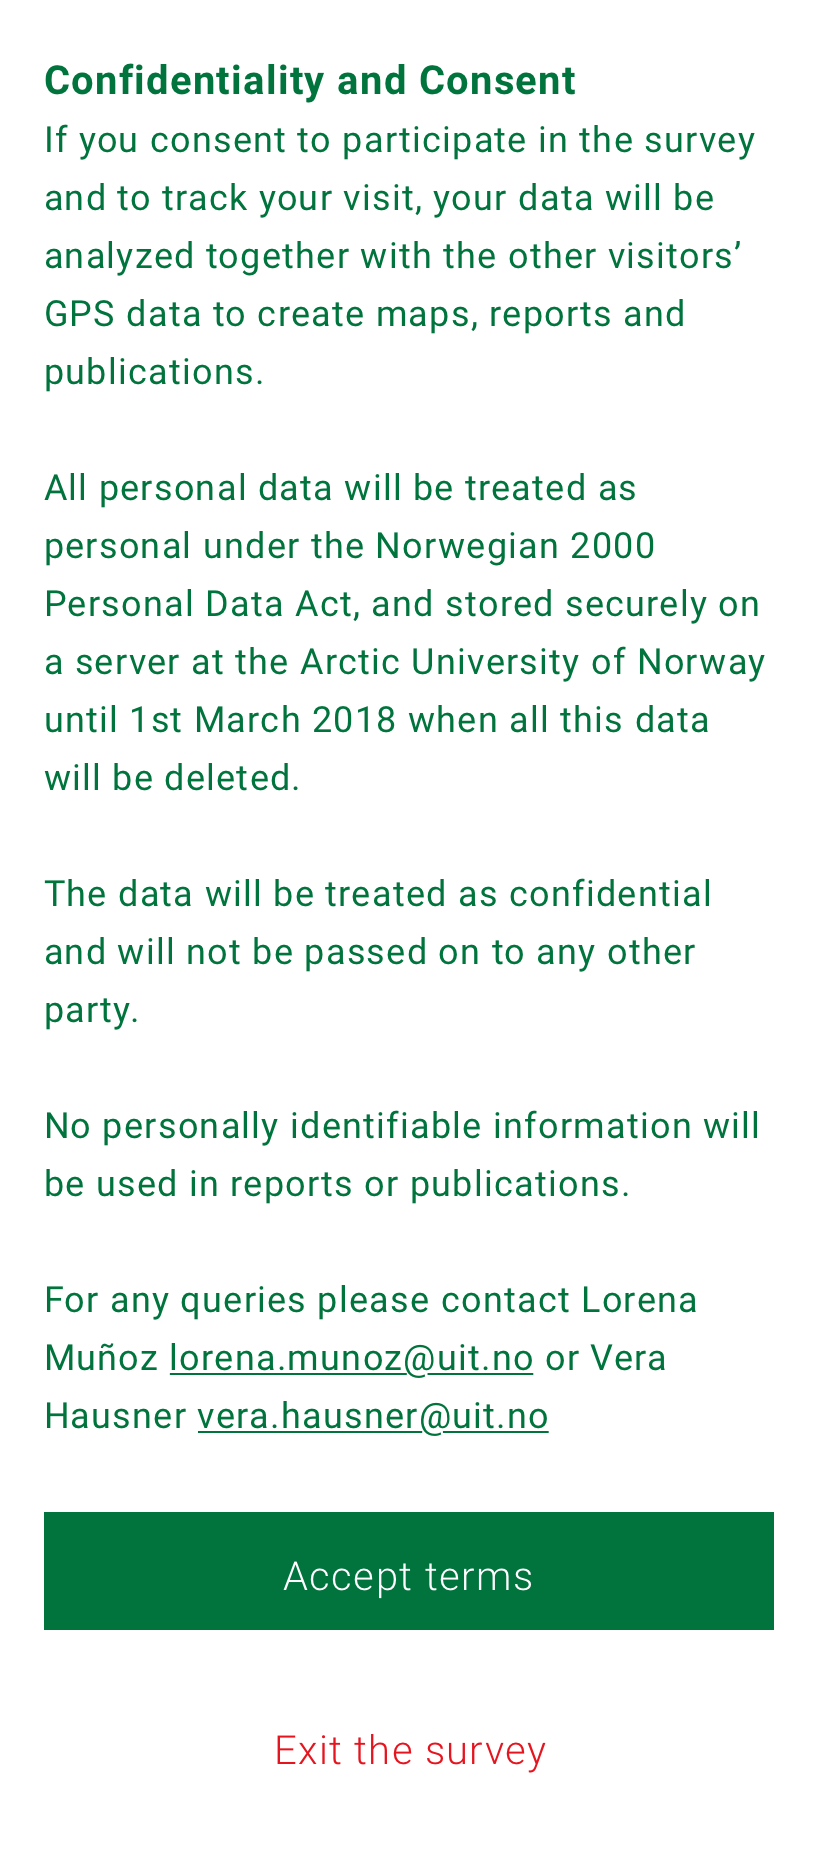 Confidentiality and Consent
If you consent to participate in the survey
and to track your visit, your data will be
analyzed together with the other visitors’
GPS data to create maps, reports and
publications.
All personal data will be treated as
personal under the Norwegian 2000
Personal Data Act, and stored securely on
a server at the Arctic University of Norway
until 1st March 2018 when all this data
will be deleted.
The data will be treated as confidential
and will not be passed on to any other
party.
No personally identifiable information will
be used in reports or publications.
For any queries please contact Lorena
Muñoz lorena.munoz@uit.no or Vera
Hausner vera.hausner@uit.no
Accept terms
Exit the survey